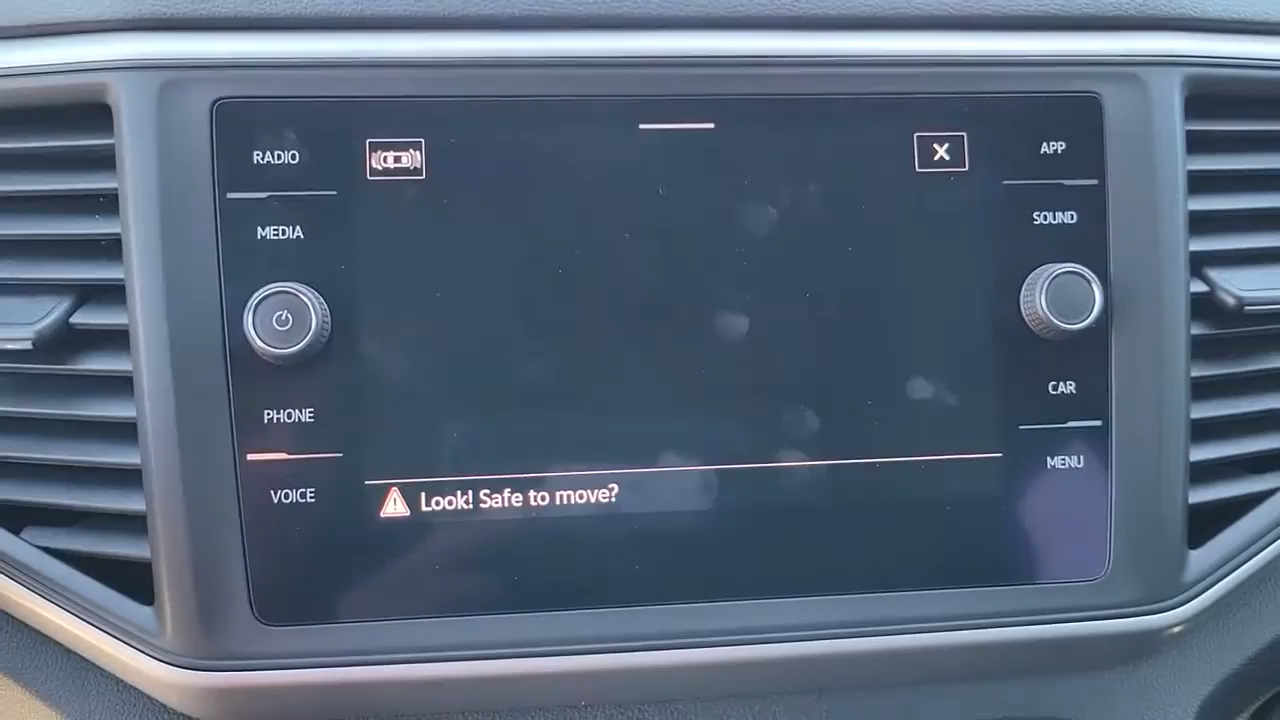 RADIO
MEDIA
PHONE
VOICE
X
Look! Safe to move?
APP
SOUND
CAR
MENU